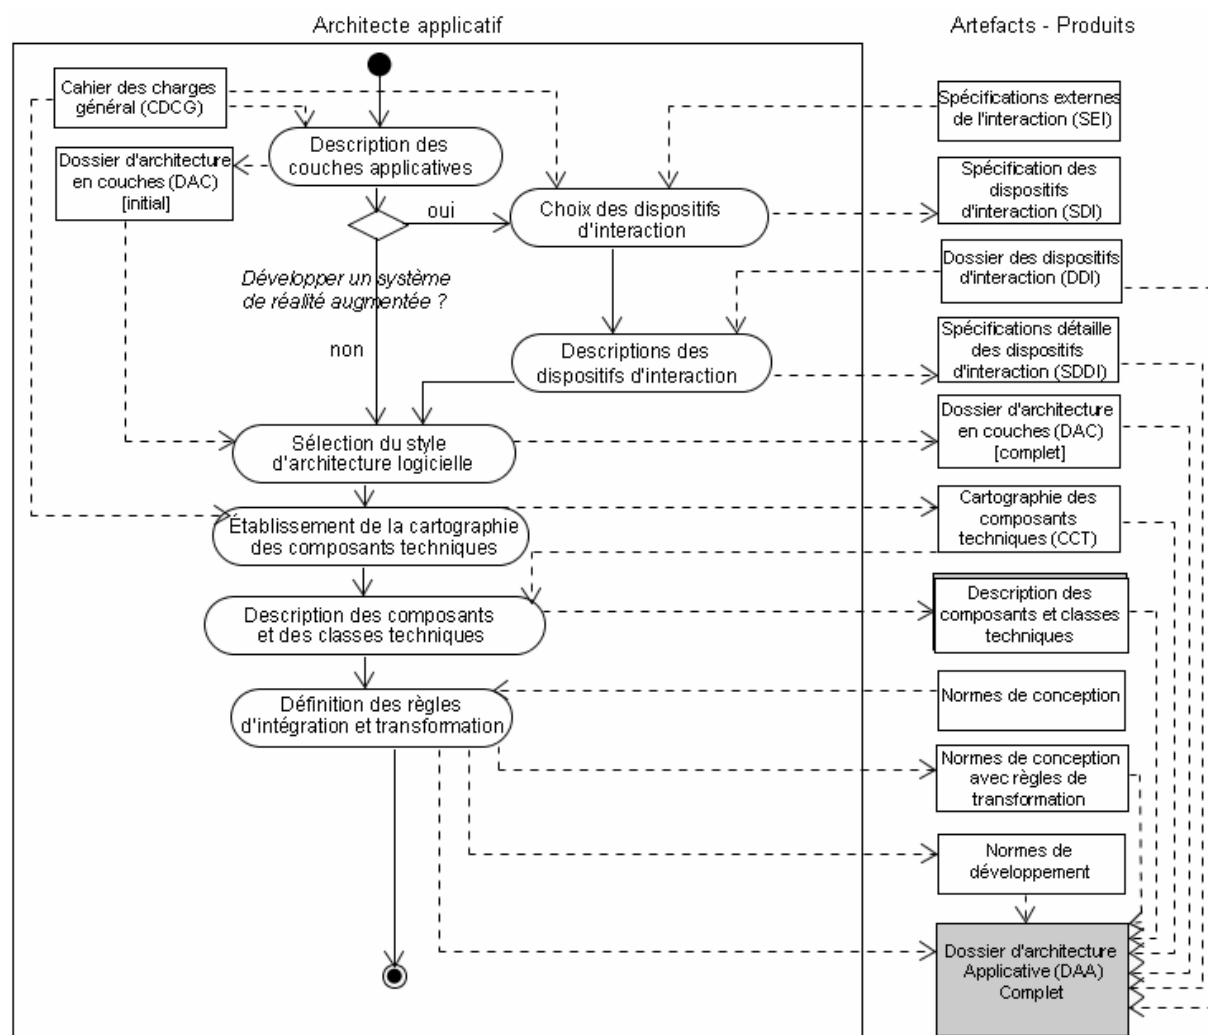 Architecte applicatif
Artefacts - Produits
Cahier des charges
général (CDCG)
Spécifications externes
de l'interaction (SEI)
Description des
couches applicatives
Dossier d'architecture
en couches (DAC)
[initial]
Spécification des
dispositifs
d'interaction (SDI)
oui
Choix des dispositifs
d'interaction
Développer un système
de réalité augmentée ?
Dossier des dispositifs
d'interaction (DDI)
non
Descriptions des
dispositifs d'interaction
Spécifications détaille
des dispositifs
d'interaction (SDDI)
Sélection du style
d'architecture logicielle
Dossier d'architecture
en couches (DAC)
[complet]
Établissement de la cartographie
des composants techniques
Cartographie des
composants
techniques (CCT)
Description des composants
et des classes techniques
Description des
composants et classes
techniques
Définition des règles
d'intégration et transformation
Normes de conception
Normes de conception
avec règles de
transformation
Normes de
développement
Dossier d'architecture
Applicative (DAA)
Complet